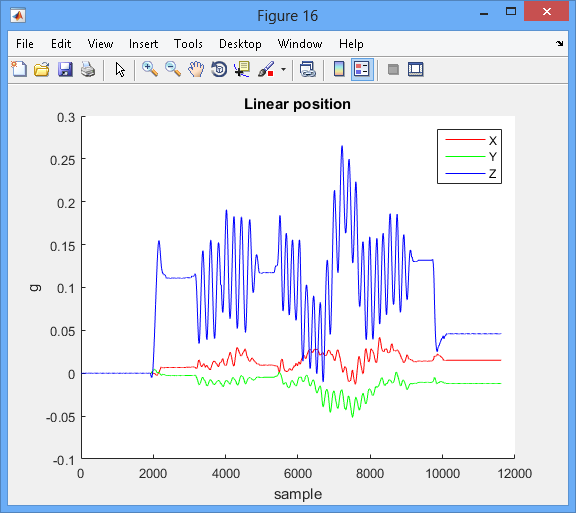 Figure 16
File Edit View Insert Tools Desktop Window Help
Linear position
0.3
0.25
0.2
0.15
0.1
0.05
0
-0.05
-0.1
g
X
Y
Z
0 2000 4000 6000 8000 10000 12000
sample